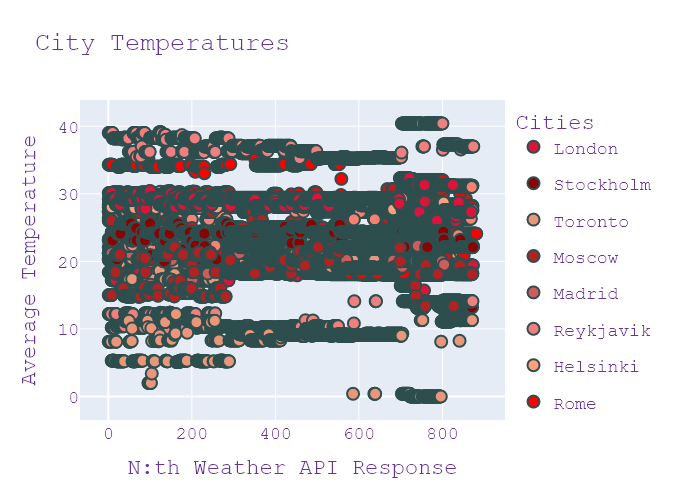 City Temperatures
Average Temperature
40
30
20
10
0
0 200 400 600 800
N:th Weather API Response
Cities
London
Stockholm
Toronto
Moscow
Madrid
Reykjavik
Helsinki
Rome